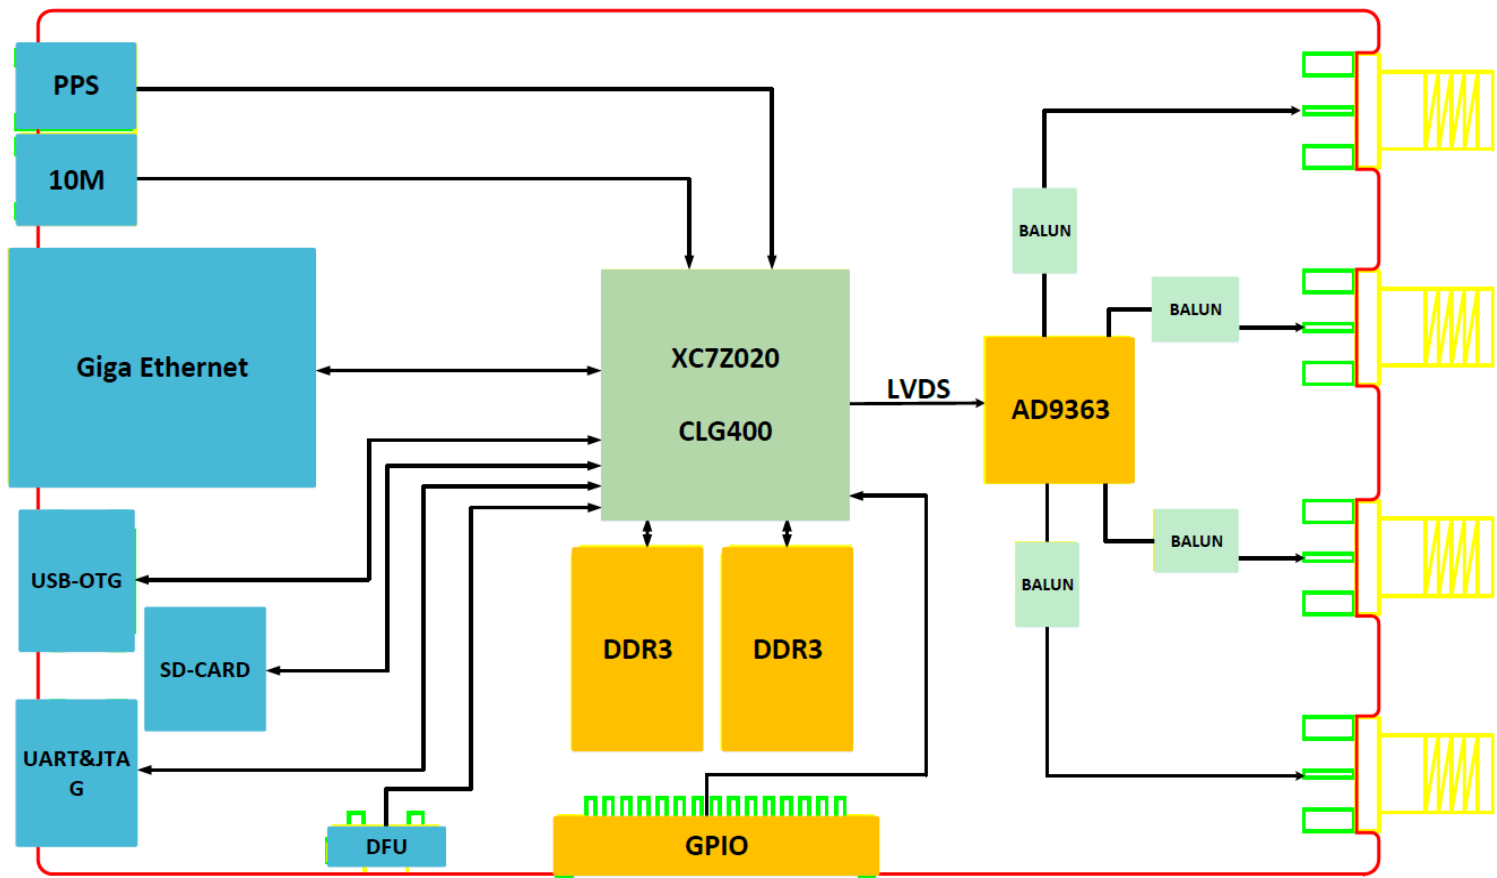 PPS
10M
Giga Ethernet
USB-OTG
SD-CARD
UART&JTA
G
DFU
XC7Z020
CLG400
LVDS
AD9363
BALUN
BALUN
BALUN
BALUN
DDR3
DDR3
GPIO